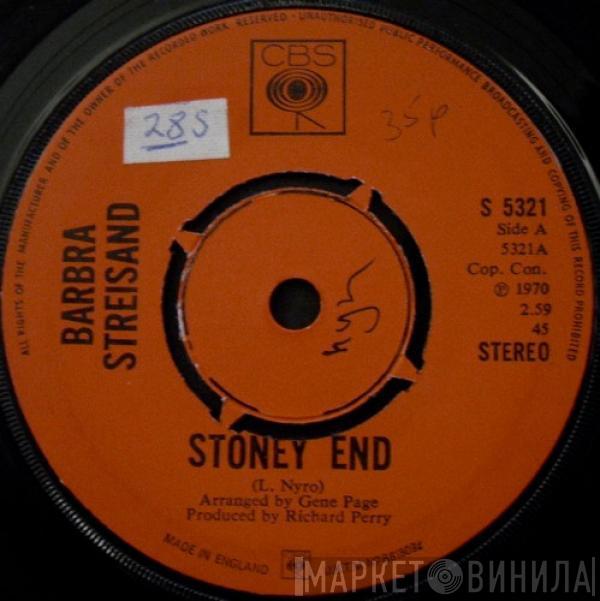 ALL RIGHTS OF THE MANUFACTURER AND OF THE OWNER OF THE RECORDED WORK RESERVED - UNAUTHORISED PUBLIC PERFORMANCE BROADCASTING AND COPYING OF THIS RECORD PROHIBITED
CBS
28S
35p
BARBRA
STREISAND
S 5321
Side A
5321A
Cop. Con.
℗ 1970
2.59
45
STEREO
STONEY END
(L. Nyro)
Arranged by Gene Page
Produced by Richard Perry
MADE IN ENGLAND
CBS
МАРКЕТ ВИНИЛА